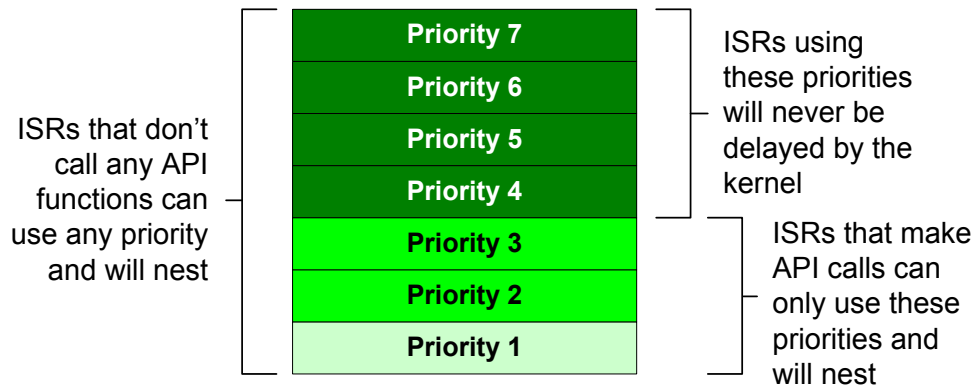 ISRs that don't
call any API
functions can
use any priority
and will nest
Priority 7
Priority 6
Priority 5
Priority 4
Priority 3
Priority 2
Priority 1
ISRs using
these priorities
will never be
delayed by the
kernel
ISRs that make
API calls can
only use these
priorities and
will nest